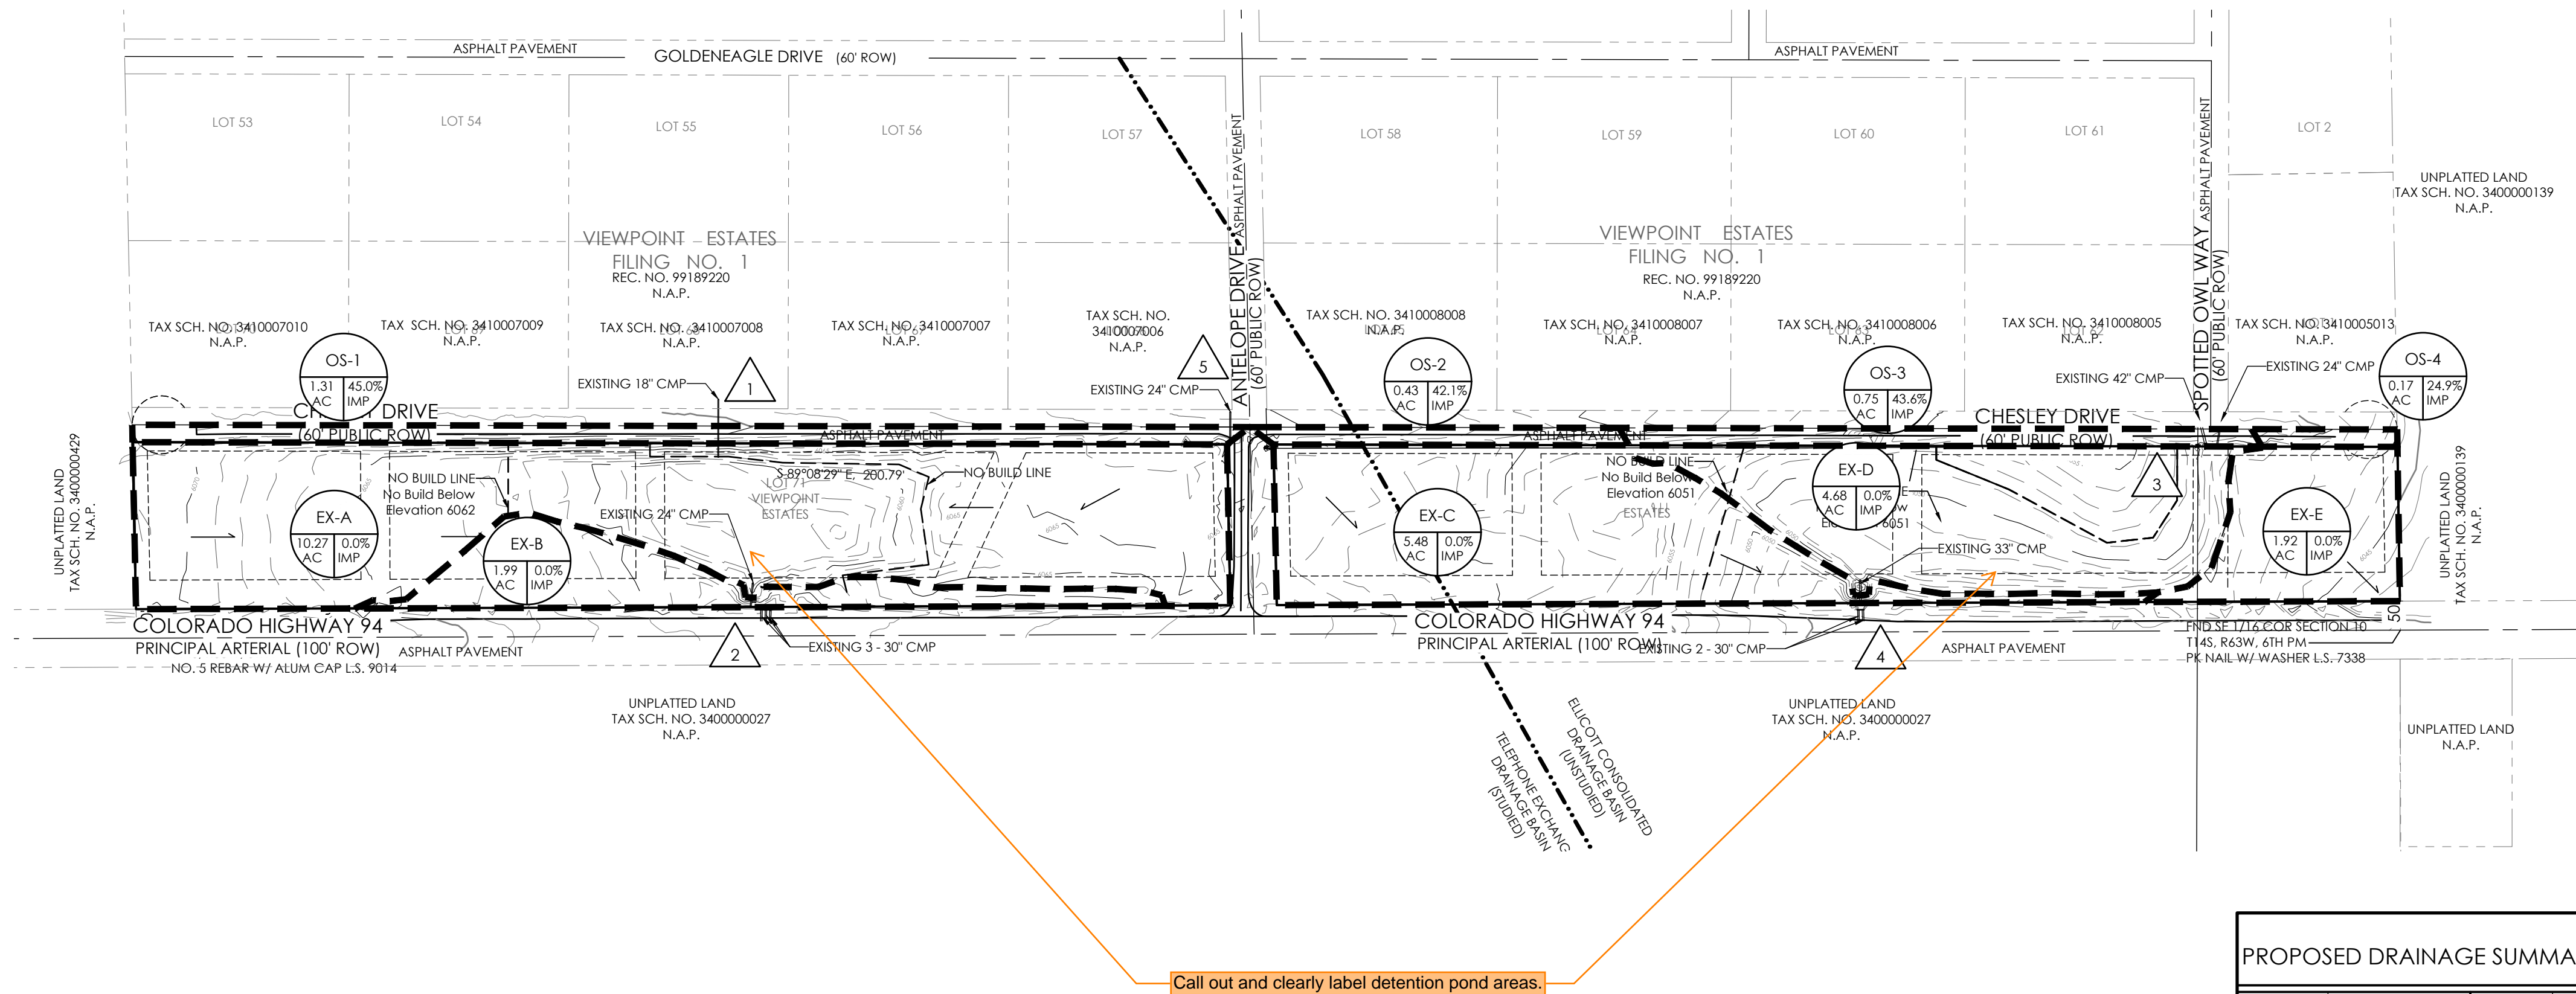 ASPHALT PAVEMENT
GOLDENEAGLE DRIVE (60' ROW)
ASPHALT PAVEMENT
LOT 53
LOT 54
LOT 55
LOT 56
LOT 57
LOT 58
LOT 59
LOT 60
LOT 61
LOT 2
ASPHALT PAVEMENT
ANTELOPE DRIVE
(60' PUBLIC ROW)
ASPHALT PAVEMENT
SPOTTED OWL WAY
(60' PUBLIC ROW)
UNPLATTED LAND
TAX SCH. NO. 3400000139
N.A.P.
VIEWPOINT ESTATES
FILING NO. 1
REC. NO. 99189220
N.A.P.
VIEWPOINT ESTATES
FILING NO. 1
REC. NO. 99189220
N.A.P.
TAX SCH. NO. 3410007010
N.A.P.
TAX SCH. NO. 3410007009
N.A.P.
TAX SCH. NO. 3410007008
N.A.P.
TAX SCH. NO. 3410007007
N.A.P.
TAX SCH. NO.
3410007006
N.A.P.
TAX SCH. NO. 3410008008
N.A.P.
TAX SCH. NO. 3410008007
N.A.P.
TAX SCH. NO. 3410008006
N.A.P.
TAX SCH. NO. 3410008005
N.A..P.
TAX SCH. NO. 3410005013
N.A.P.
OS-1
1.31 45.0%
AC IMP
EXISTING 18" CMP
1
5
EXISTING 24" CMP
OS-2
0.43 42.1%
AC IMP
OS-3
0.75 43.6%
AC IMP
EXISTING 42" CMP
EXISTING 24" CMP
OS-4
0.17 24.9%
AC IMP
DRIVE
(60' PUBLIC ROW)
ASPHALT PAVEMENT
ASPHALT PAVEMENT
CHESLEY DRIVE
(60' PUBLIC ROW)
UNPLATTED LAND
TAX SCH. NO. 3400000429
N.A.P.
6070
6065
NO BUILD LINE
No Build Below
Elevation 6062
S 89°08'29" E, 200.79'
NO BUILD LINE
LOT 71
VIEWPOINT
ESTATES
6060
6065
6065
EXISTING 24" CMP
EX-A
10.27 0.0%
AC IMP
EX-B
1.99 0.0%
AC IMP
EX-C
5.48 0.0%
AC IMP
NO BUILD LINE
No Build Below
Elevation 6051
ESTATES
6055
6050
EX-D
4.68 0.0%
AC IMP
6051
EXISTING 33" CMP
3
EX-E
1.92 0.0%
AC IMP
6045
UNPLATTED LAND
TAX SCH. NO. 3400000139
N.A.P.
COLORADO HIGHWAY 94
PRINCIPAL ARTERIAL (100' ROW)
ASPHALT PAVEMENT
NO. 5 REBAR W/ ALUM CAP L.S. 9014
2
EXISTING 3 - 30" CMP
COLORADO HIGHWAY 94
PRINCIPAL ARTERIAL (100' ROW)
EXISTING 2 - 30" CMP
4
ASPHALT PAVEMENT
50
FND SE 1/16 COR SECTION 10
T14S, R63W, 6TH PM
PK NAIL W/ WASHER L.S. 7338
UNPLATTED LAND
TAX SCH. NO. 3400000027
N.A.P.
ELLICOTT CONSOLIDATED
DRAINAGE BASIN
(UNSTUDIED)
TELEPHONE EXCHANG
DRAINAGE BASIN
(STUDIED)
UNPLATTED LAND
TAX SCH. NO. 3400000027
N.A.P.
UNPLATTED LAND
N.A.P.
PROPOSED DRAINAGE SUMMA
Call out and clearly label detention pond areas.